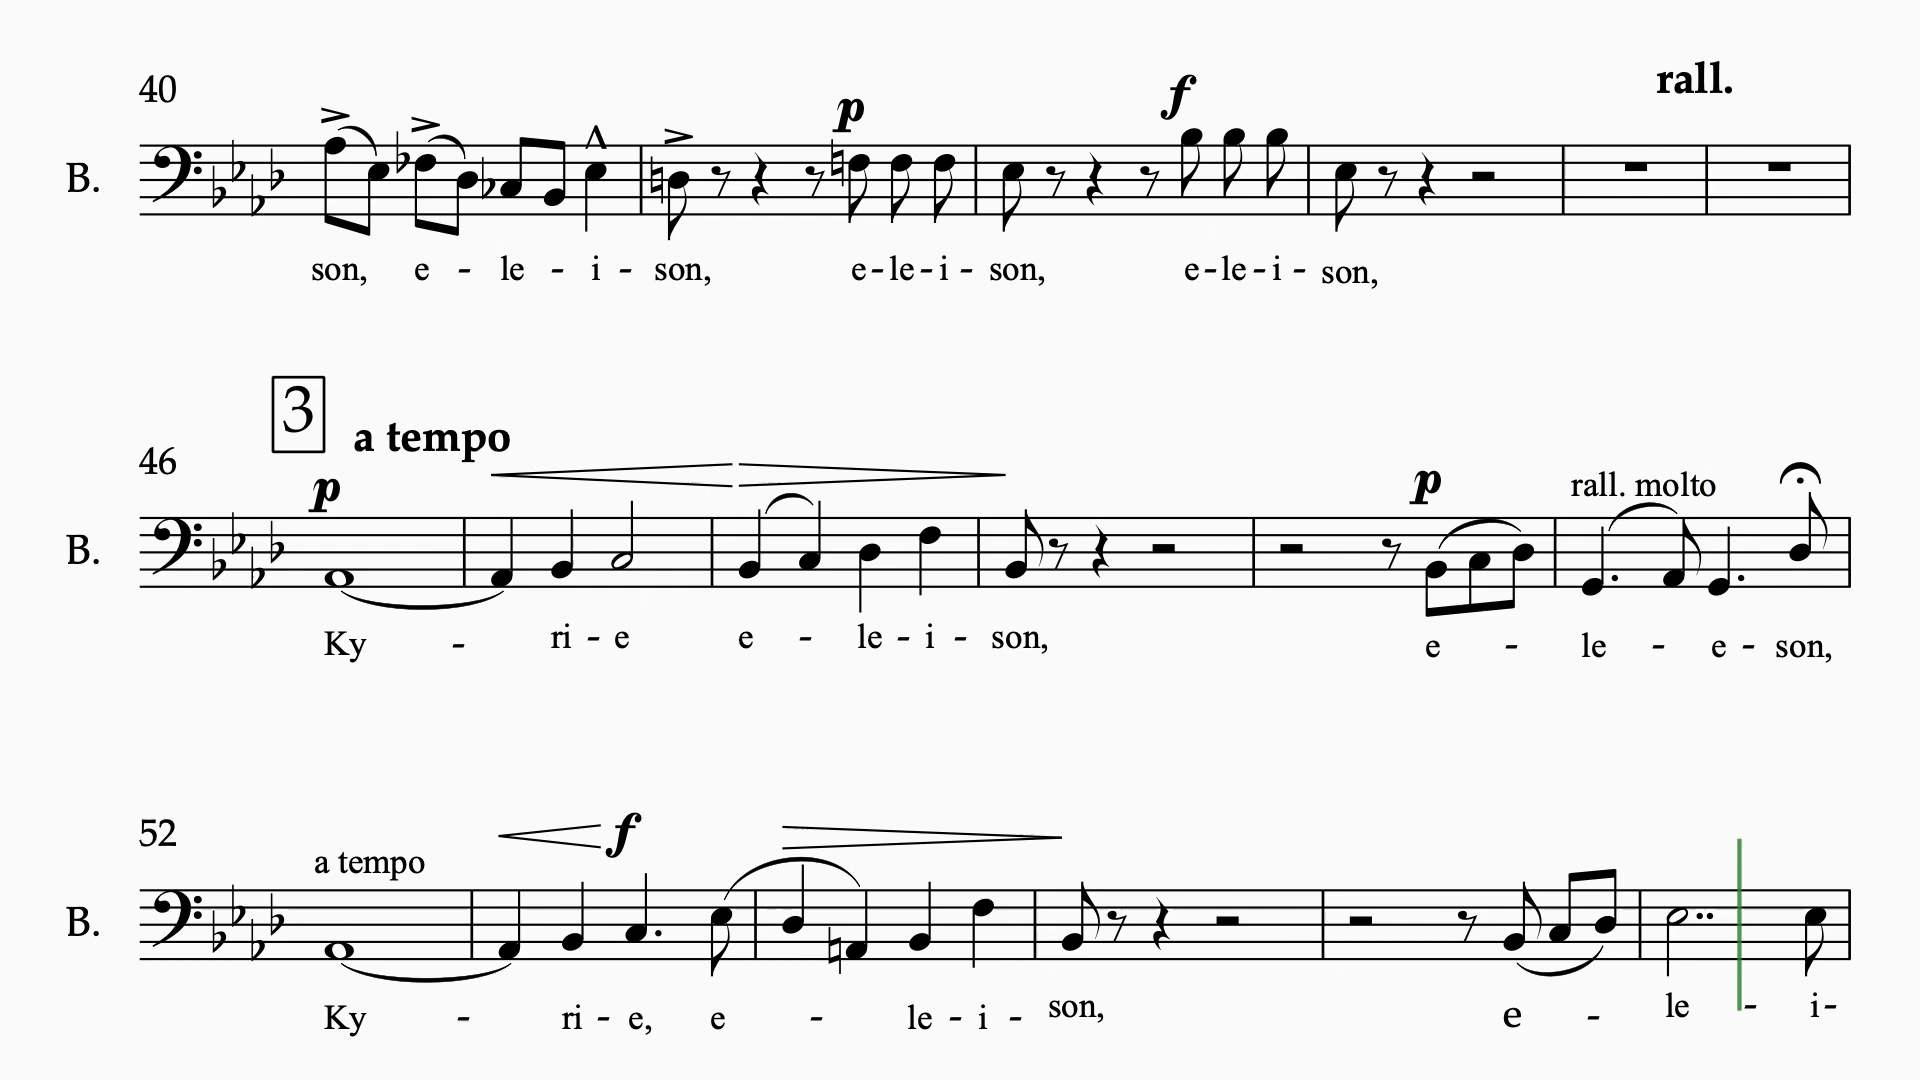 40
rall.
p
f
B.
son, e - le - i - son, e - le - i - son, e - le - i - son,
3
a tempo
46
p
p
rall. molto
B.
Ky - ri - e e - le - i - son, e - le - e - son,
52
f
a tempo
B.
Ky - ri - e, e - le - i - son, e - le - i -